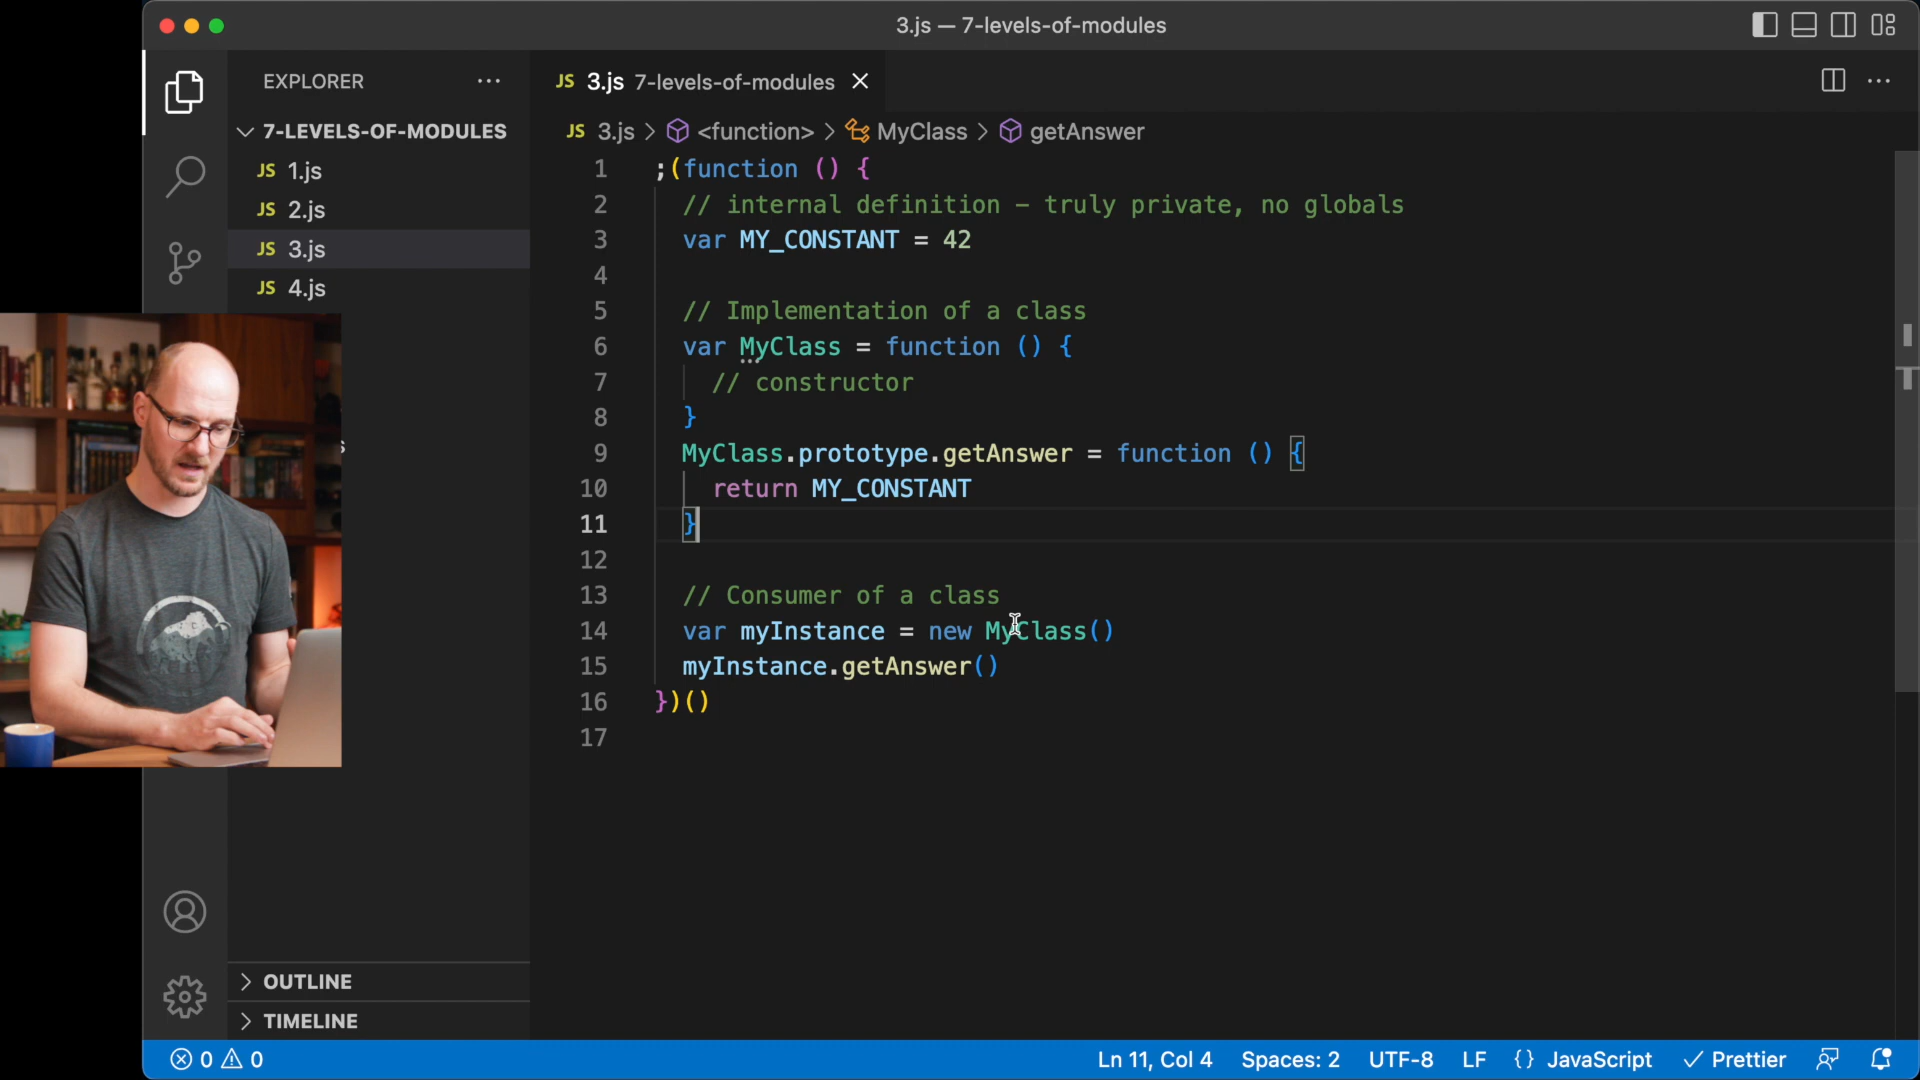 3.js — 7-levels-of-modules
EXPLORER
7-LEVELS-OF-MODULES
JS 1.js
JS 2.js
JS 3.js
JS 4.js
OUTLINE
TIMELINE
JS 3.js 7-levels-of-modules
JS 3.js > <function> > MyClass > getAnswer
1 ;(function () {
2 // internal definition – truly private, no globals
3 var MY_CONSTANT = 42
4
5 // Implementation of a class
6 var MyClass = function () {
7 // constructor
8 }
9 MyClass.prototype.getAnswer = function () {
10 return MY_CONSTANT
11 }
12
13 // Consumer of a class
14 var myInstance = new MyClass()
15 myInstance.getAnswer()
16 })()
17
0 0 Ln 11, Col 4 Spaces: 2 UTF-8 LF {} JavaScript ✓ Prettier